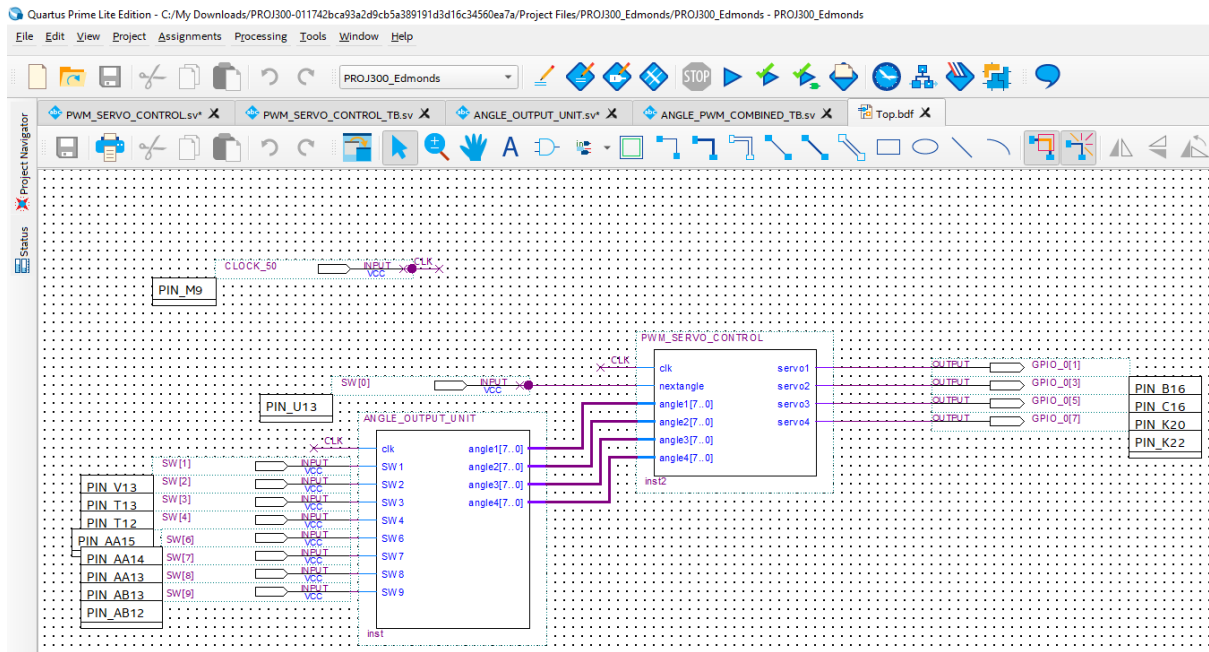 Quartus Prime Lite Edition - C:/My Downloads/PROJ300-011742bca93a2d9cb5a389191d3d16c34560ea7a/Project Files/PROJ300_Edmonds/PROJ300_Edmonds - PROJ300_Edmonds
File Edit View Project Assignments Processing Tools Window Help
PROJ300_Edmonds
STOP
abc PWM_SERVO_CONTROL.sv* X
abc PWM_SERVO_CONTROL_TB.sv X
abc ANGLE_OUTPUT_UNIT.sv* X
abc ANGLE_PWM_COMBINED_TB.sv X
Top.bdf X
Project Navigator
Status
CLOCK_50
INPUT
VCC
CLK
PIN_M9
PWM_SERVO_CONTROL
CLK
clk
nextangle
angle1[7..0]
angle2[7..0]
angle3[7..0]
angle4[7..0]
servo1
servo2
servo3
servo4
inst2
OUTPUT GPIO_0[1]
OUTPUT GPIO_0[3]
OUTPUT GPIO_0[5]
OUTPUT GPIO_0[7]
PIN_B16
PIN_C16
PIN_K20
PIN_K22
SW[0]
INPUT
VCC
PIN_U13
ANGLE_OUTPUT_UNIT
CLK
clk
SW1
SW2
SW3
SW4
SW6
SW7
SW8
SW9
angle1[7..0]
angle2[7..0]
angle3[7..0]
angle4[7..0]
inst
SW[1] INPUT
VCC
SW[2] INPUT
VCC
SW[3] INPUT
VCC
SW[4] INPUT
VCC
SW[6] INPUT
VCC
SW[7] INPUT
VCC
SW[8] INPUT
VCC
SW[9] INPUT
VCC
PIN_V13
PIN_T13
PIN_T12
PIN_AA15
PIN_AA14
PIN_AA13
PIN_AB13
PIN_AB12